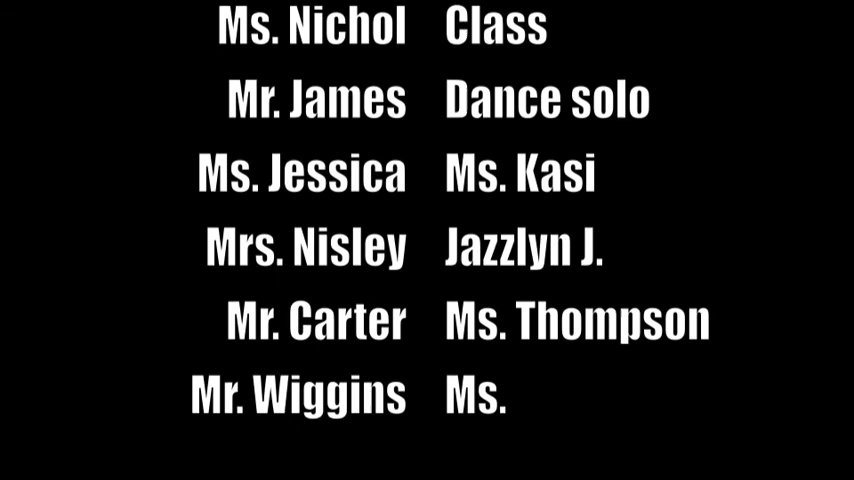 Ms. Nichol Class
Mr. James Dance solo
Ms. Jessica Ms. Kasi
Mrs. Nisley Jazzlyn J.
Mr. Carter Ms. Thompson
Mr. Wiggins Ms.